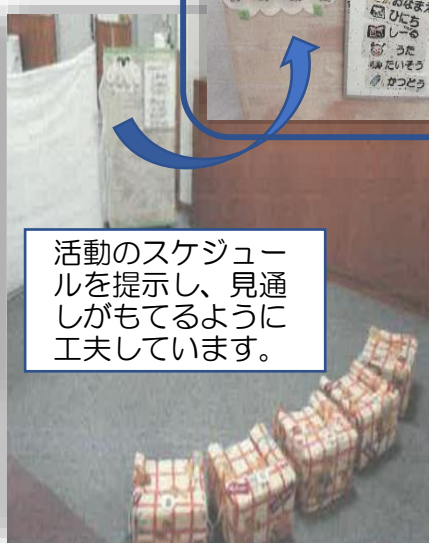 おなまえ
ひにち
しーる
うた
たいそう
かつどう
活動のスケジュー
ルを提示し、見通
しがもてるように
工夫しています。